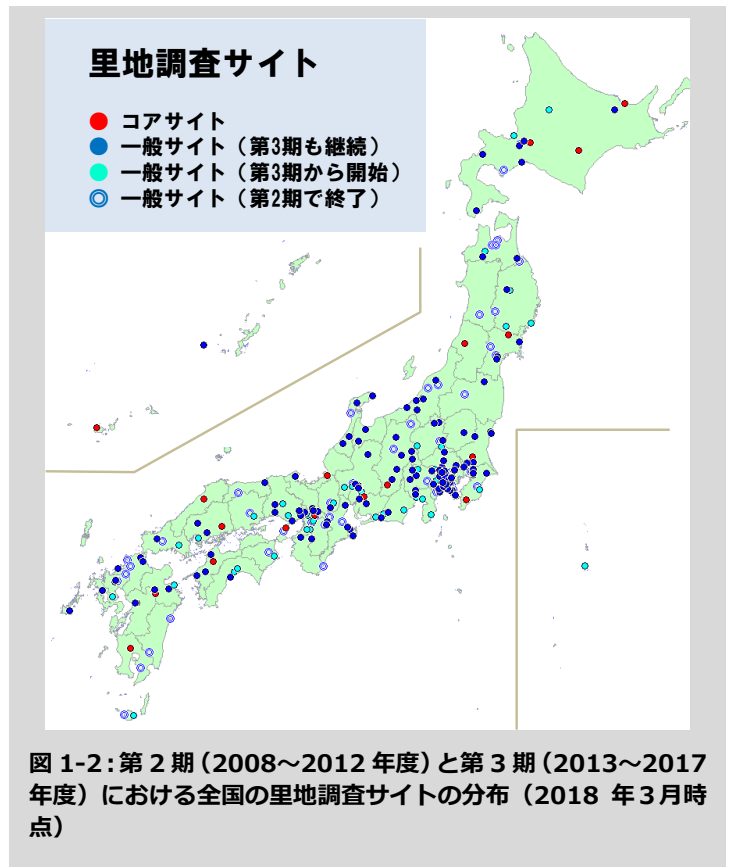 里地調査サイト
コアサイト
一般サイト（第3期も継続）
一般サイト（第3期から開始）
一般サイト（第2期で終了）
図 1-2：第 2 期（2008～2012 年度）と第 3 期（2013～2017
年度）における全国の里地調査サイトの分布（2018 年３月時
点）